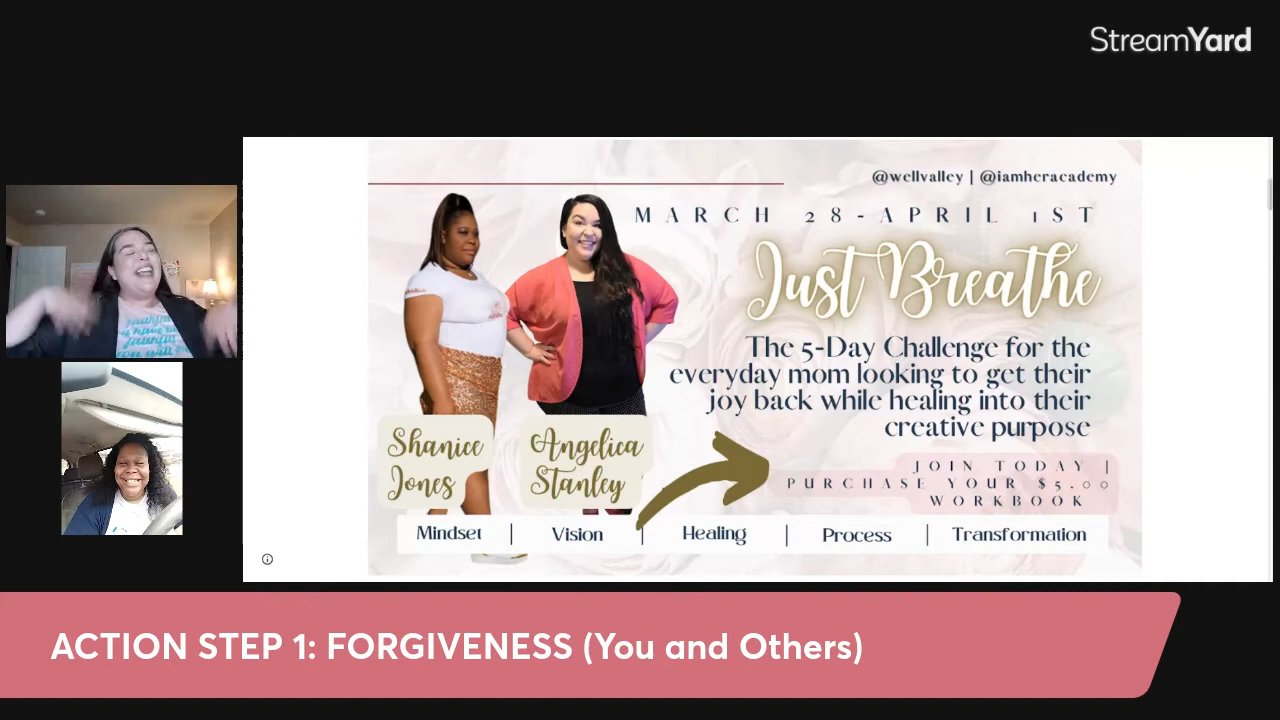 StreamYard
@wellvalley | @iamheracademy
MARCH 28-APRIL 1ST
Just Breathe
The 5-Day Challenge for the
everyday mom looking to get their
joy back while healing into their
creative purpose
Shanice
Jones
Angelica
Stanley
JOIN TODAY |
PURCHASE YOUR $5.00
WORKBOOK
Mindset | Vision | Healing | Process | Transformation
ACTION STEP 1: FORGIVENESS (You and Others)